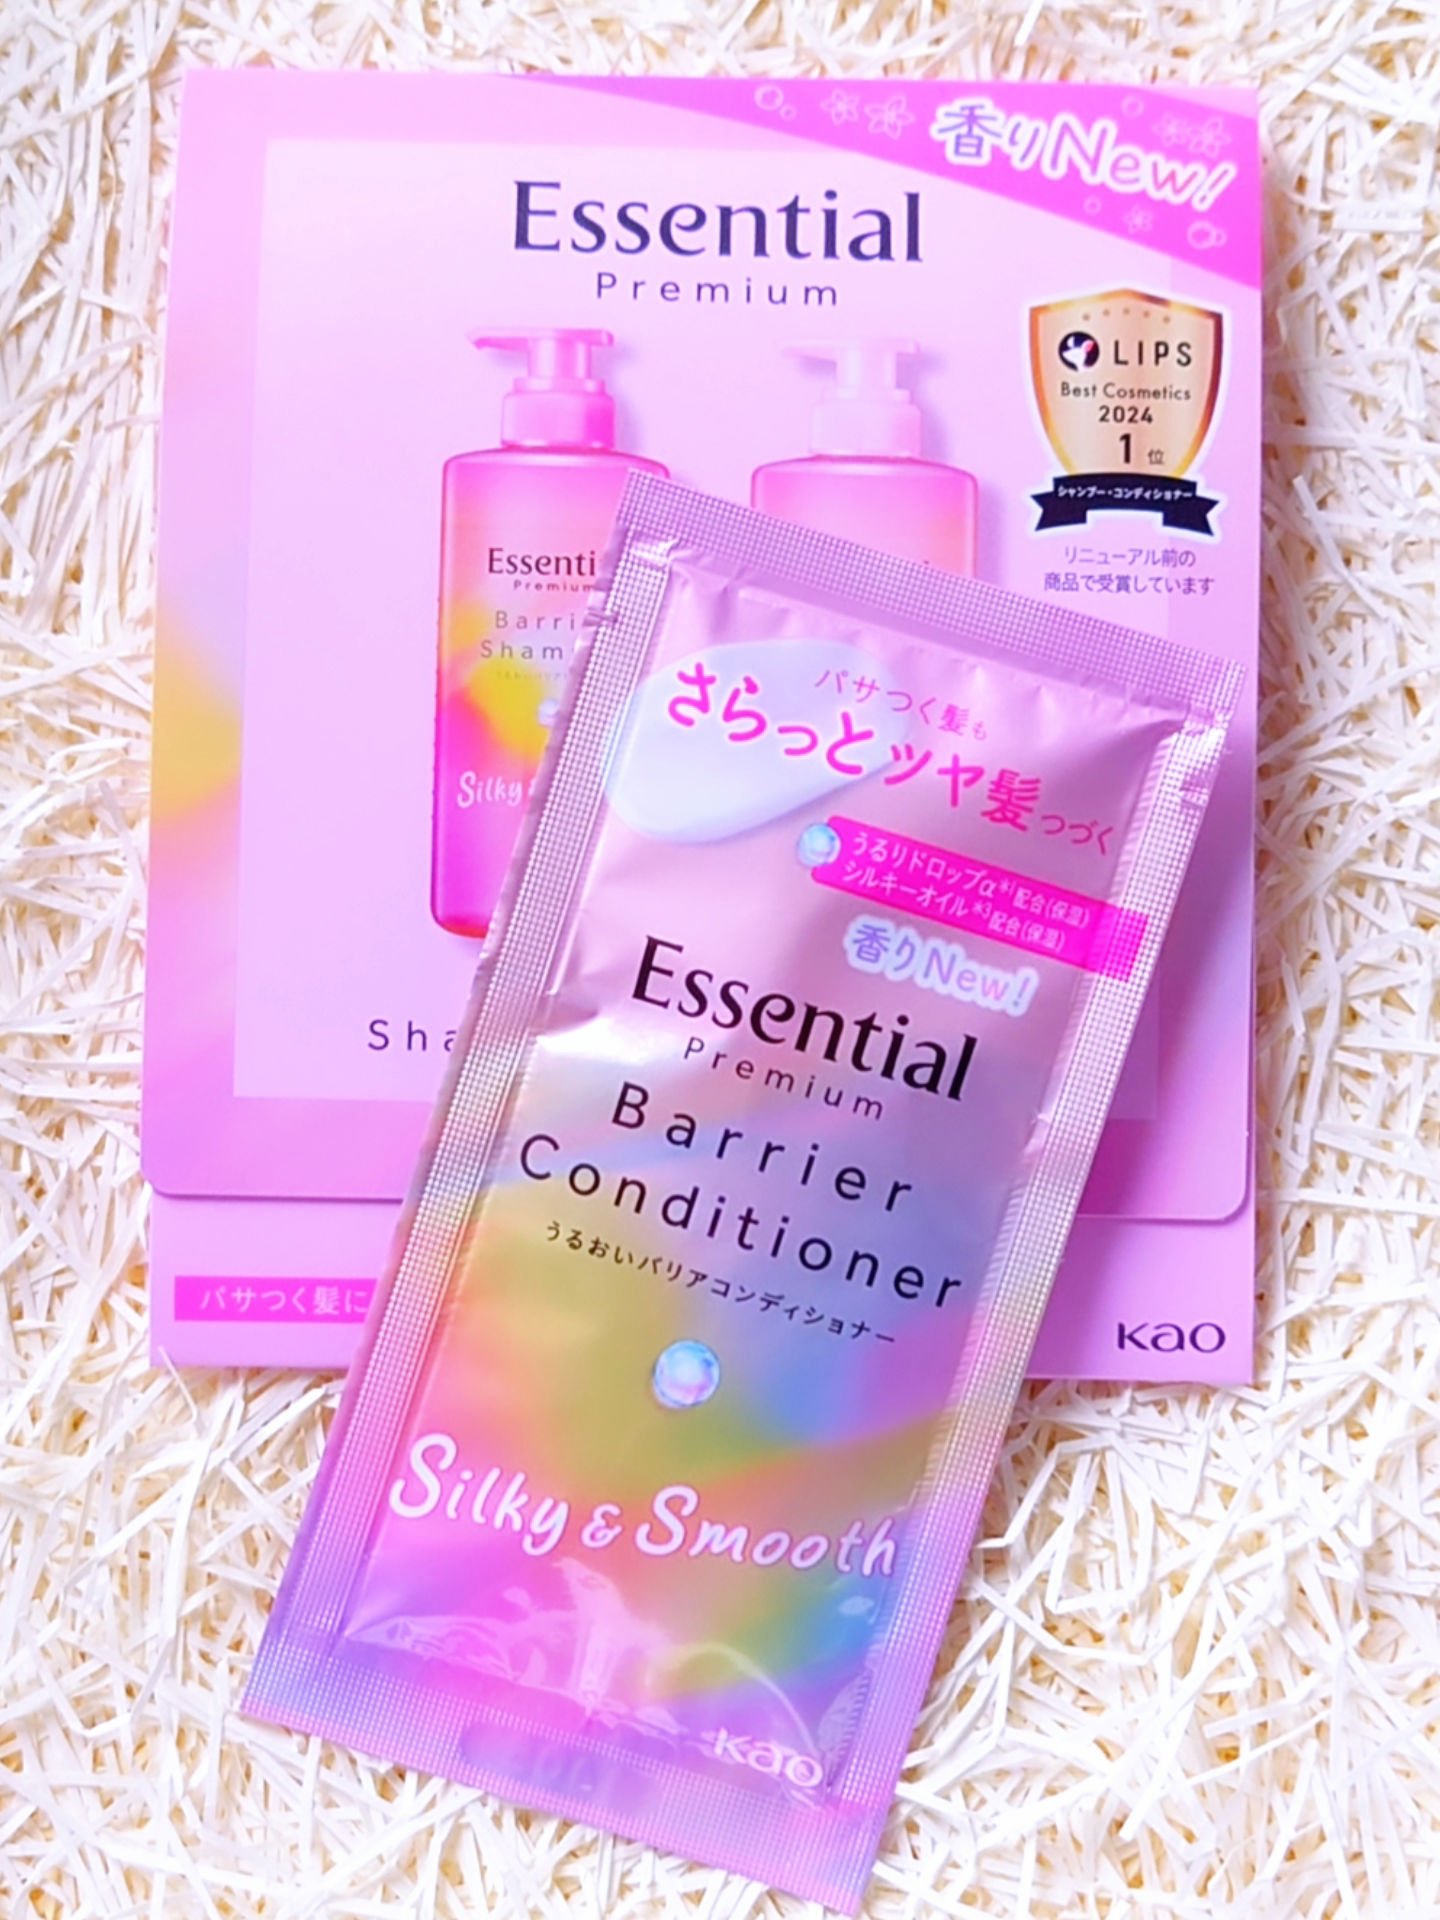 香りNew!
Essential
Premium
LIPS
Best Cosmetics
2024
1位
シャンプー・コンディショナー
リニューアル前の
商品で受賞しています
Essenti
Premium
Barri
Sham
Silky
Sha
パサつく髪に
kao
パサつく髪も
さらっとツヤ髪つづく
うるりドロップα*1配合(保湿)
シルキーオイル*3配合(保湿)
香りNew!
Essential
Premium
Barrier
Conditioner
うるおいバリアコンディショナー
Silky & Smooth
kao